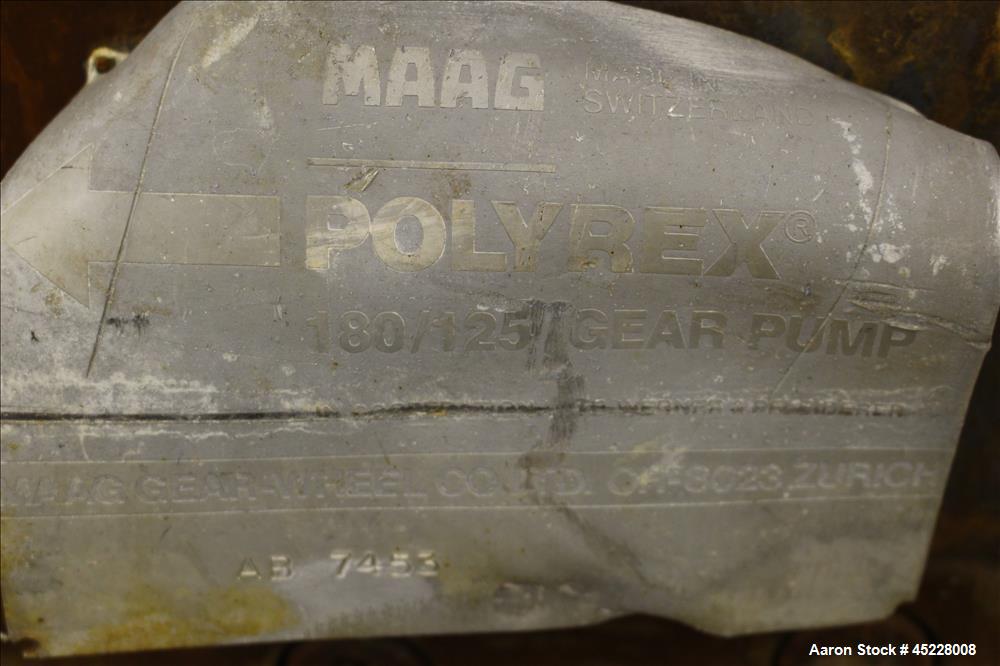 MAAG
MADE IN
SWITZERLAND
POLYREX®
180/125 GEAR PUMP
MAAG GEAR-WHEEL CO. LTD. CH-8023, ZURICH
AB 7453
Aaron Stock # 45228008